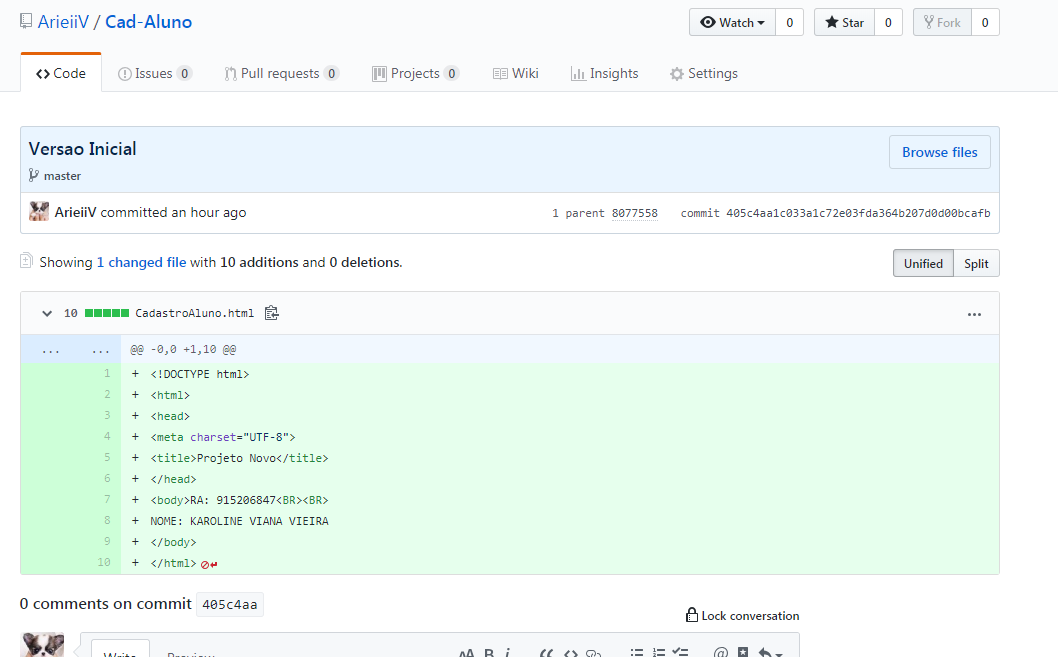 ArieiiV / Cad-Aluno
Watch 0 Star 0 Fork 0
Code Issues 0 Pull requests 0 Projects 0 Wiki Insights Settings
Versao Inicial
Browse files
master
ArieiiV committed an hour ago 1 parent 8077558 commit 405c4aa1c033a1c72e03fda364b207d0d00bcafb
Showing 1 changed file with 10 additions and 0 deletions.
Unified Split
10 CadastroAluno.html
... ... @@ -0,0 +1,10 @@
1 + <!DOCTYPE html>
2 + <html>
3 + <head>
4 + <meta charset="UTF-8">
5 + <title>Projeto Novo</title>
6 + </head>
7 + <body>RA: 915206847<BR><BR>
8 + NOME: KAROLINE VIANA VIEIRA
9 + </body>
10 + </html>
0 comments on commit 405c4aa
Lock conversation
Write Preview AA B i